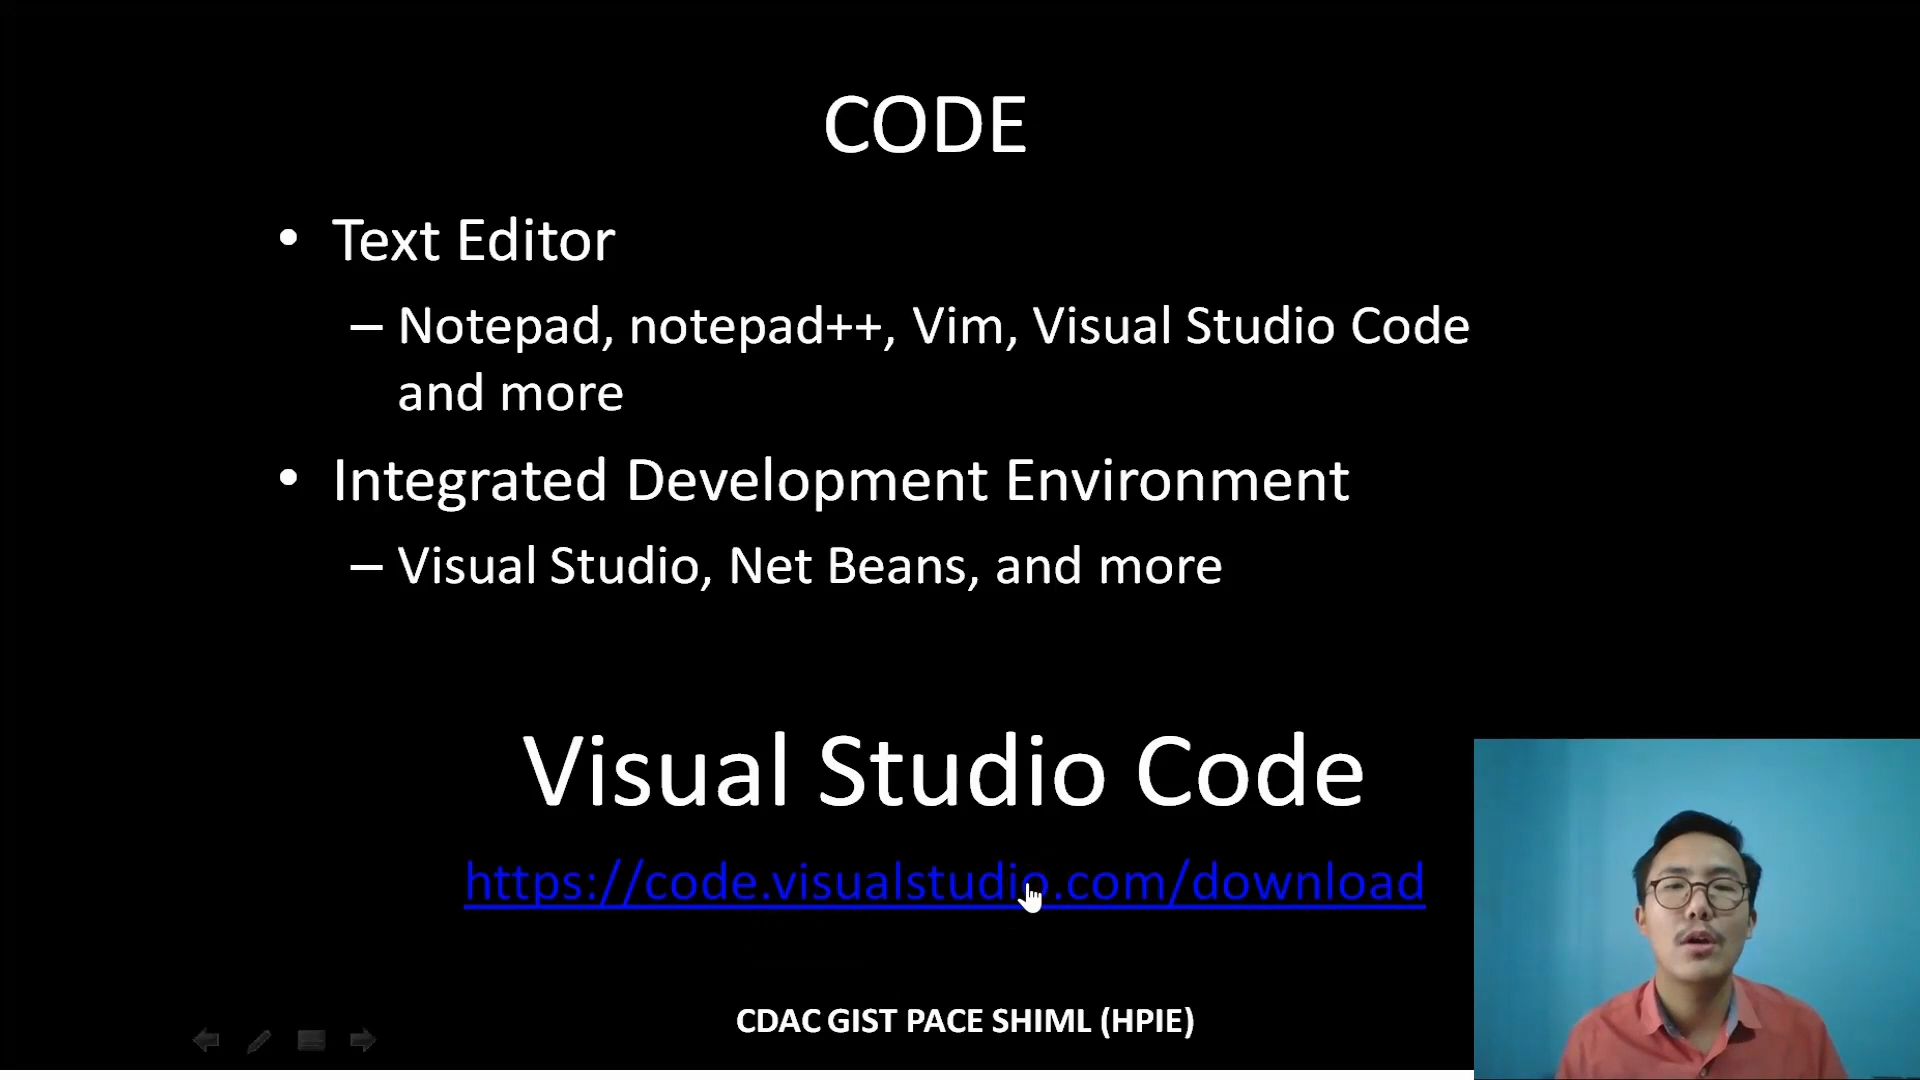 CODE
• Text Editor
– Notepad, notepad++, Vim, Visual Studio Code
and more
• Integrated Development Environment
– Visual Studio, Net Beans, and more
Visual Studio Code
https://code.visualstudio.com/download
CDAC GIST PACE SHIML (HPIE)